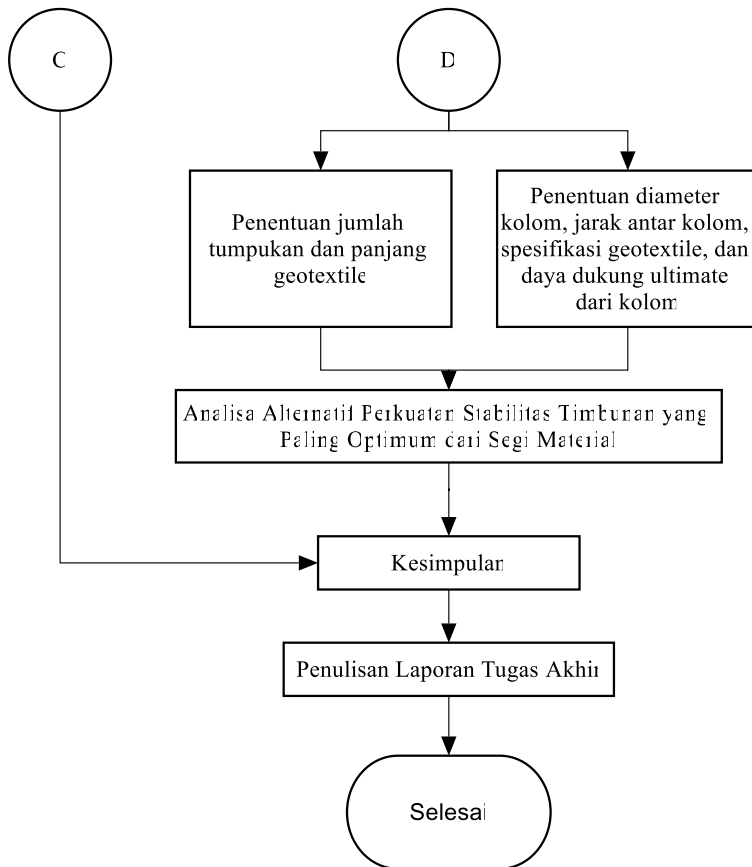 C
D
Penentuan jumlah
tumpukan dan panjang
geotextile
Penentuan diameter
kolom, jarak antar kolom,
spesifikasi geotextile, dan
daya dukung ultimate
dari kolom
Analisa Alternatif Perkuatan Stabilitas Timbunan yang
Paling Optimum dari Segi Material
Kesimpulan
Penulisan Laporan Tugas Akhir
Selesai